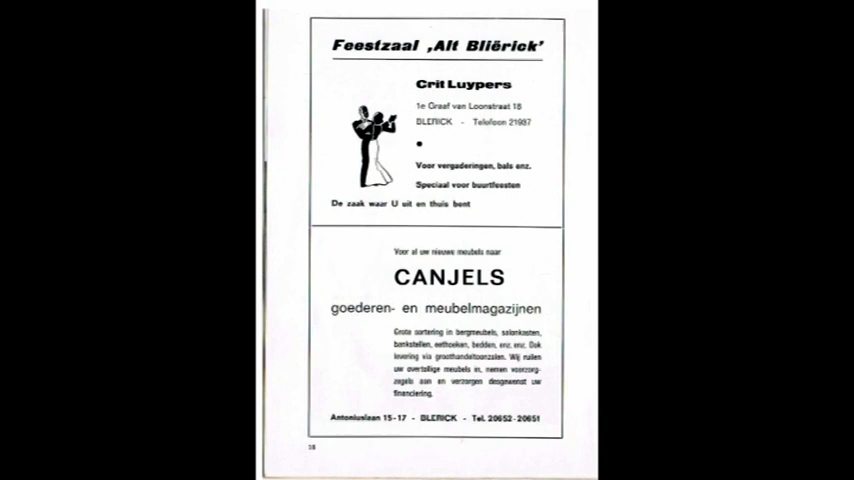 Feestzaal ‚Alt Bliërick’
Crit Luypers
1e Graaf van Loonstraat 18
BLERICK - Telefoon 21987
Voor vergaderingen, bals enz.
Speciaal voor buurtfeesten
De zaak waar U uit en thuis bent
Voor al uw nieuwe meubels naar
CANJELS
goederen- en meubelmagazijnen
Grote sortering in bergmeubels, salonkasten,
bankstellen, eethoeken, bedden, enz. enz. Ook
levering via groothandeltoonzalen. Wij ruilen
uw overtollige meubels in, nemen voorzorg-
zegels aan en verzorgen desgewenst uw
financiering.
Antoniuslaan 15-17 - BLERICK - Tel. 20652-20651